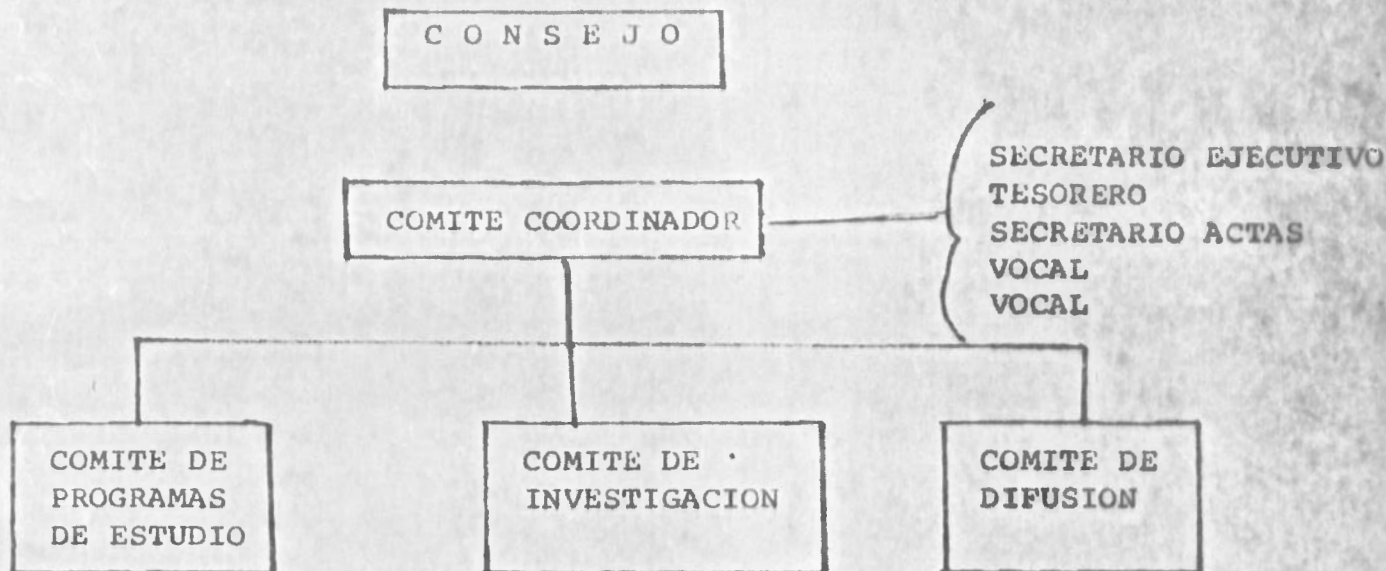 C O N S E J O
COMITE COORDINADOR
SECRETARIO EJECUTIVO
TESORERO
SECRETARIO ACTAS
VOCAL
VOCAL
COMITE DE
PROGRAMAS
DE ESTUDIO
COMITE DE
INVESTIGACION
COMITE DE
DIFUSION